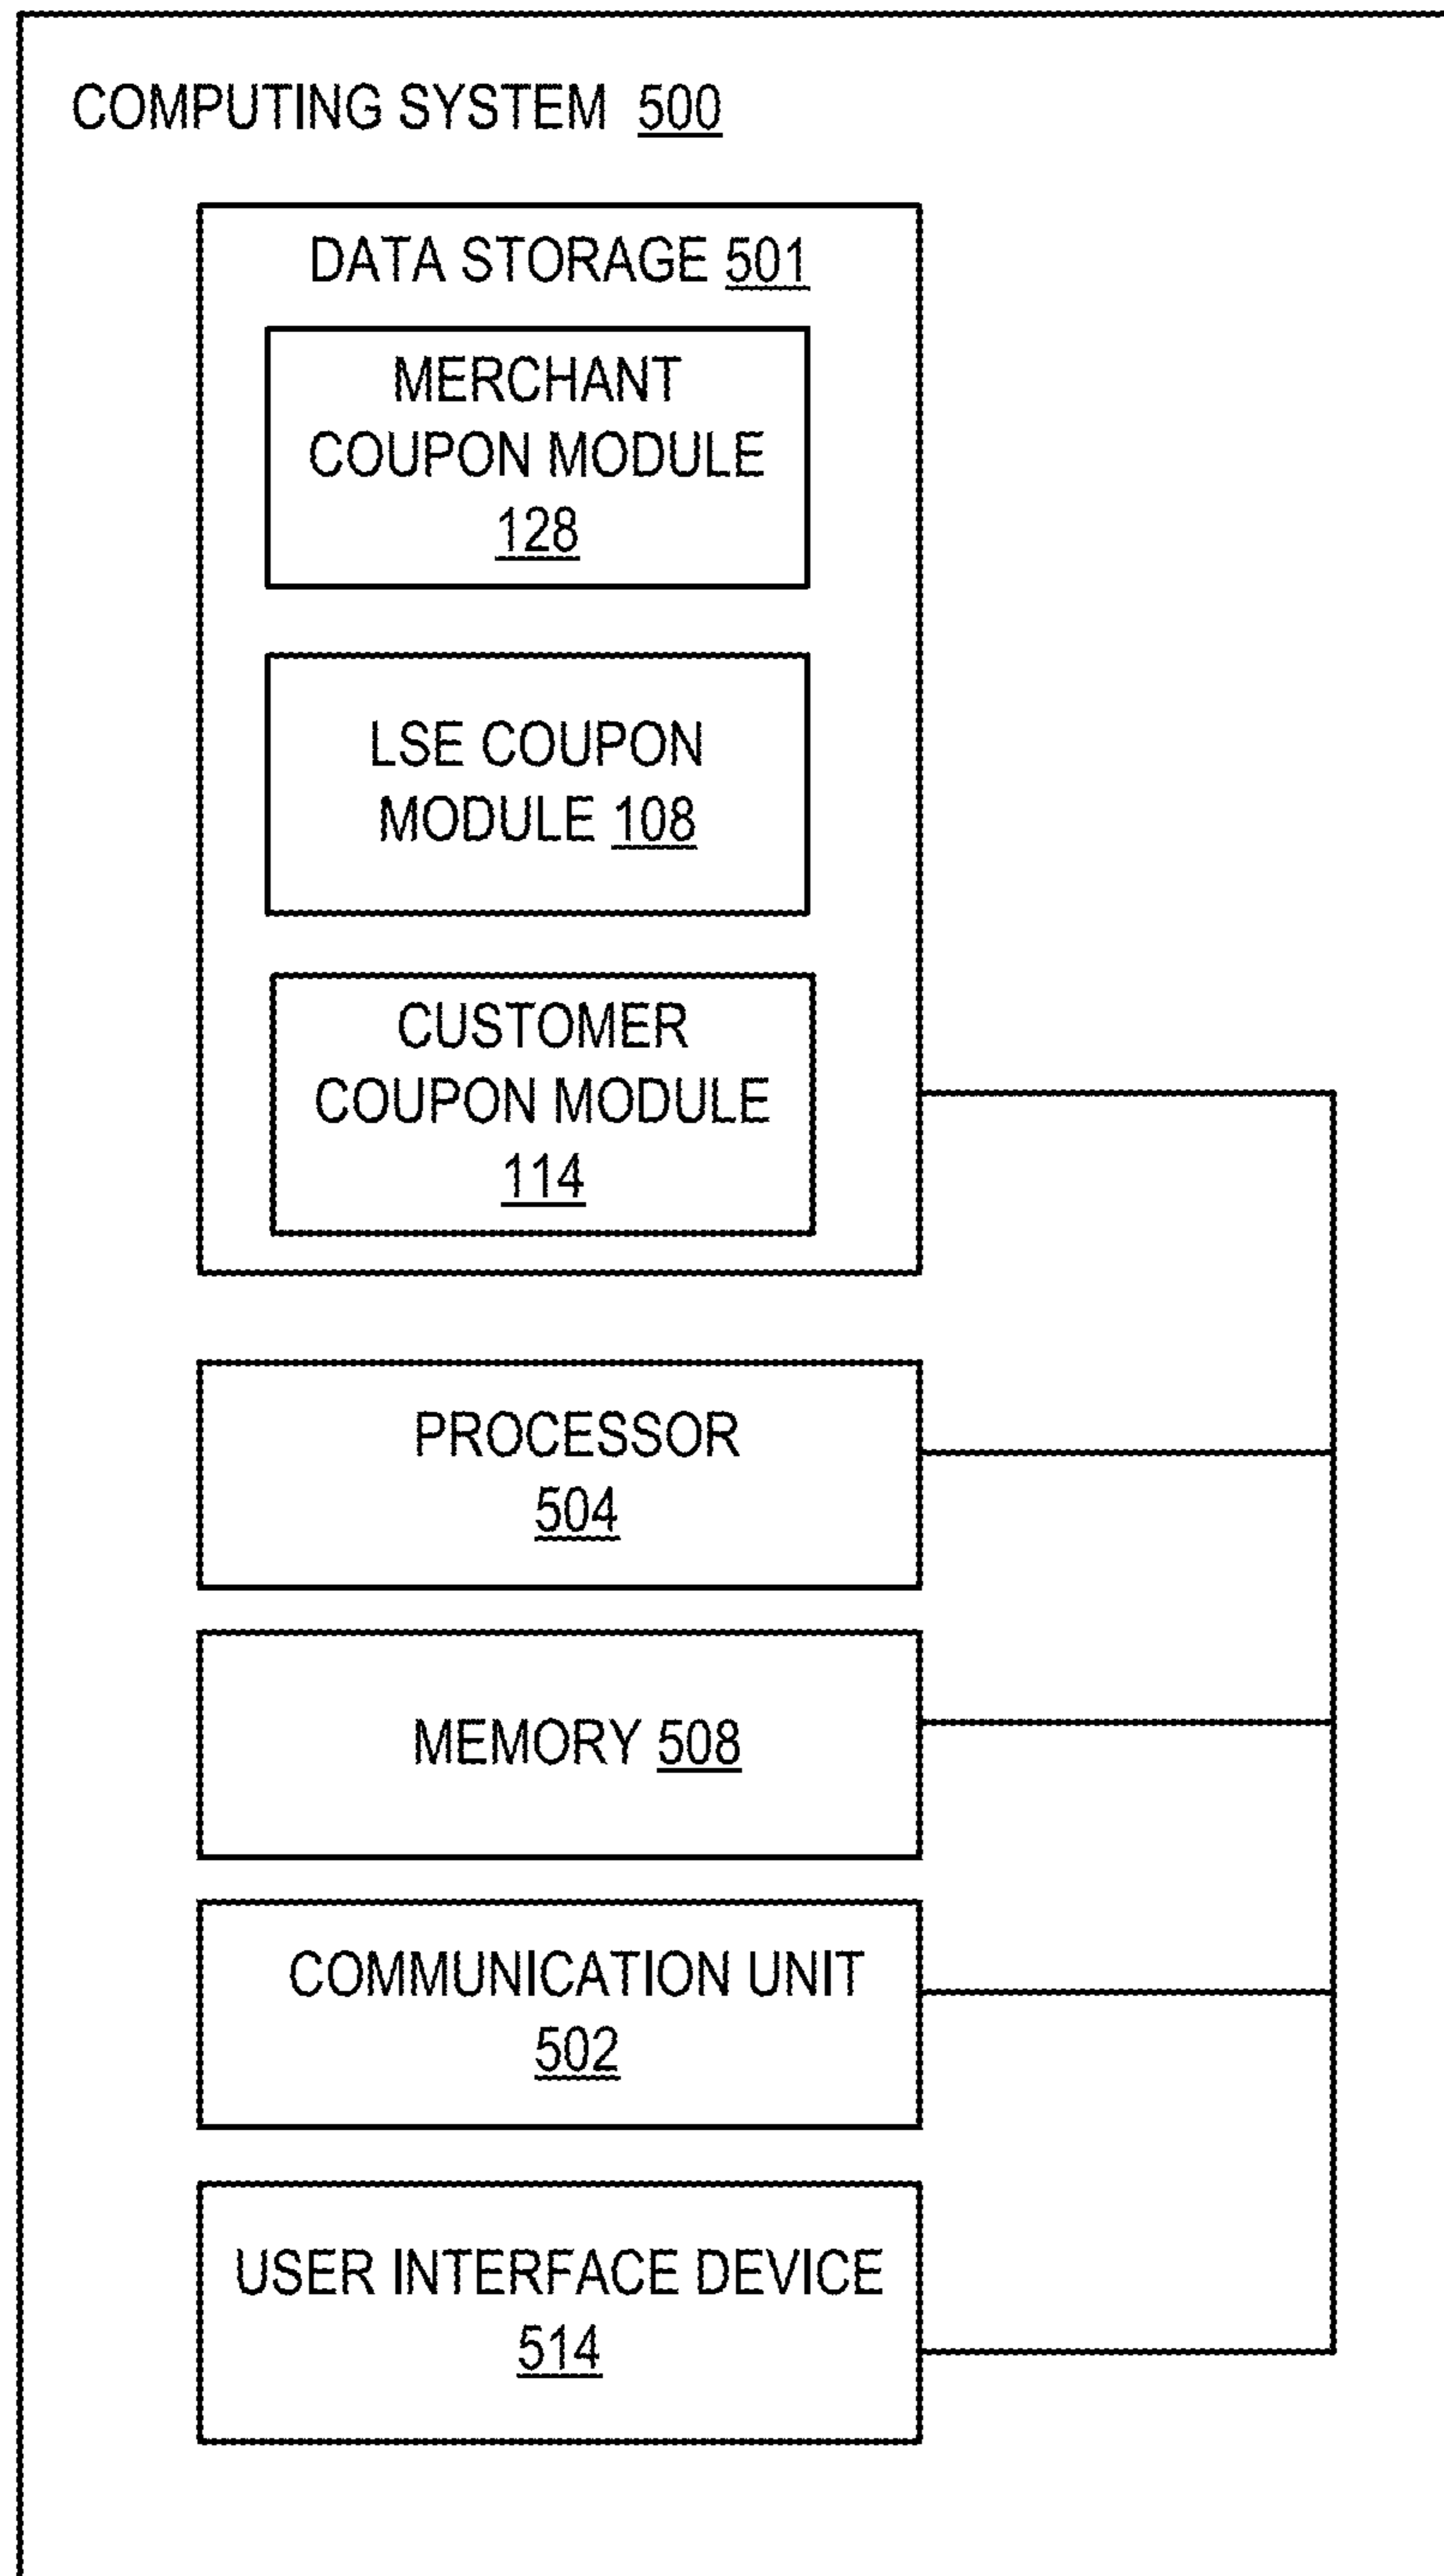 COMPUTING SYSTEM 500
DATA STORAGE 501
MERCHANT
COUPON MODULE
128
LSE COUPON
MODULE 108
CUSTOMER
COUPON MODULE
114
PROCESSOR
504
MEMORY 508
COMMUNICATION UNIT
502
USER INTERFACE DEVICE
514